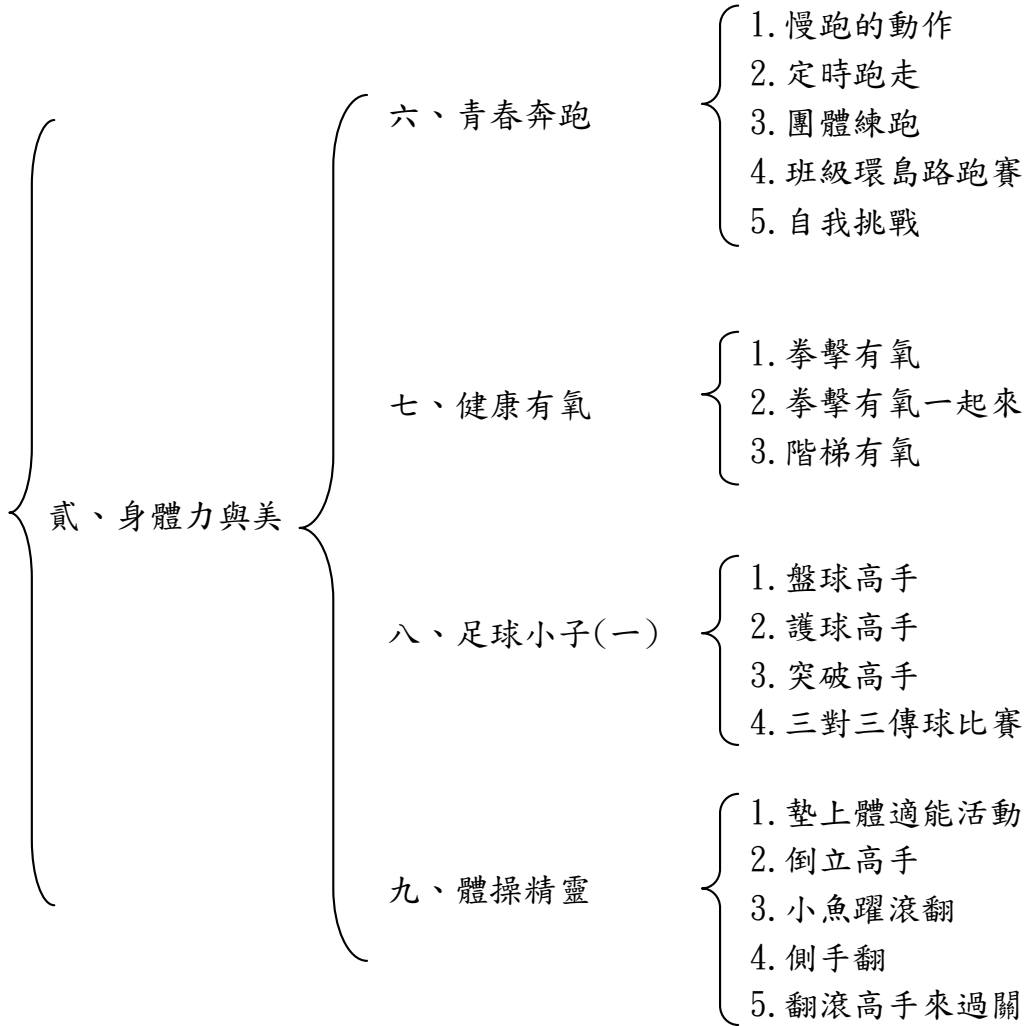 貳、身體力與美
六、青春奔跑
1.慢跑的動作
2.定時跑走
3.團體練跑
4.班級環島路跑賽
5.自我挑戰
七、健康有氧
1.拳擊有氧
2.拳擊有氧一起來
3.階梯有氧
八、足球小子(一)
1.盤球高手
2.護球高手
3.突破高手
4.三對三傳球比賽
九、體操精靈
1.墊上體適能活動
2.倒立高手
3.小魚躍滾翻
4.側手翻
5.翻滾高手來過關